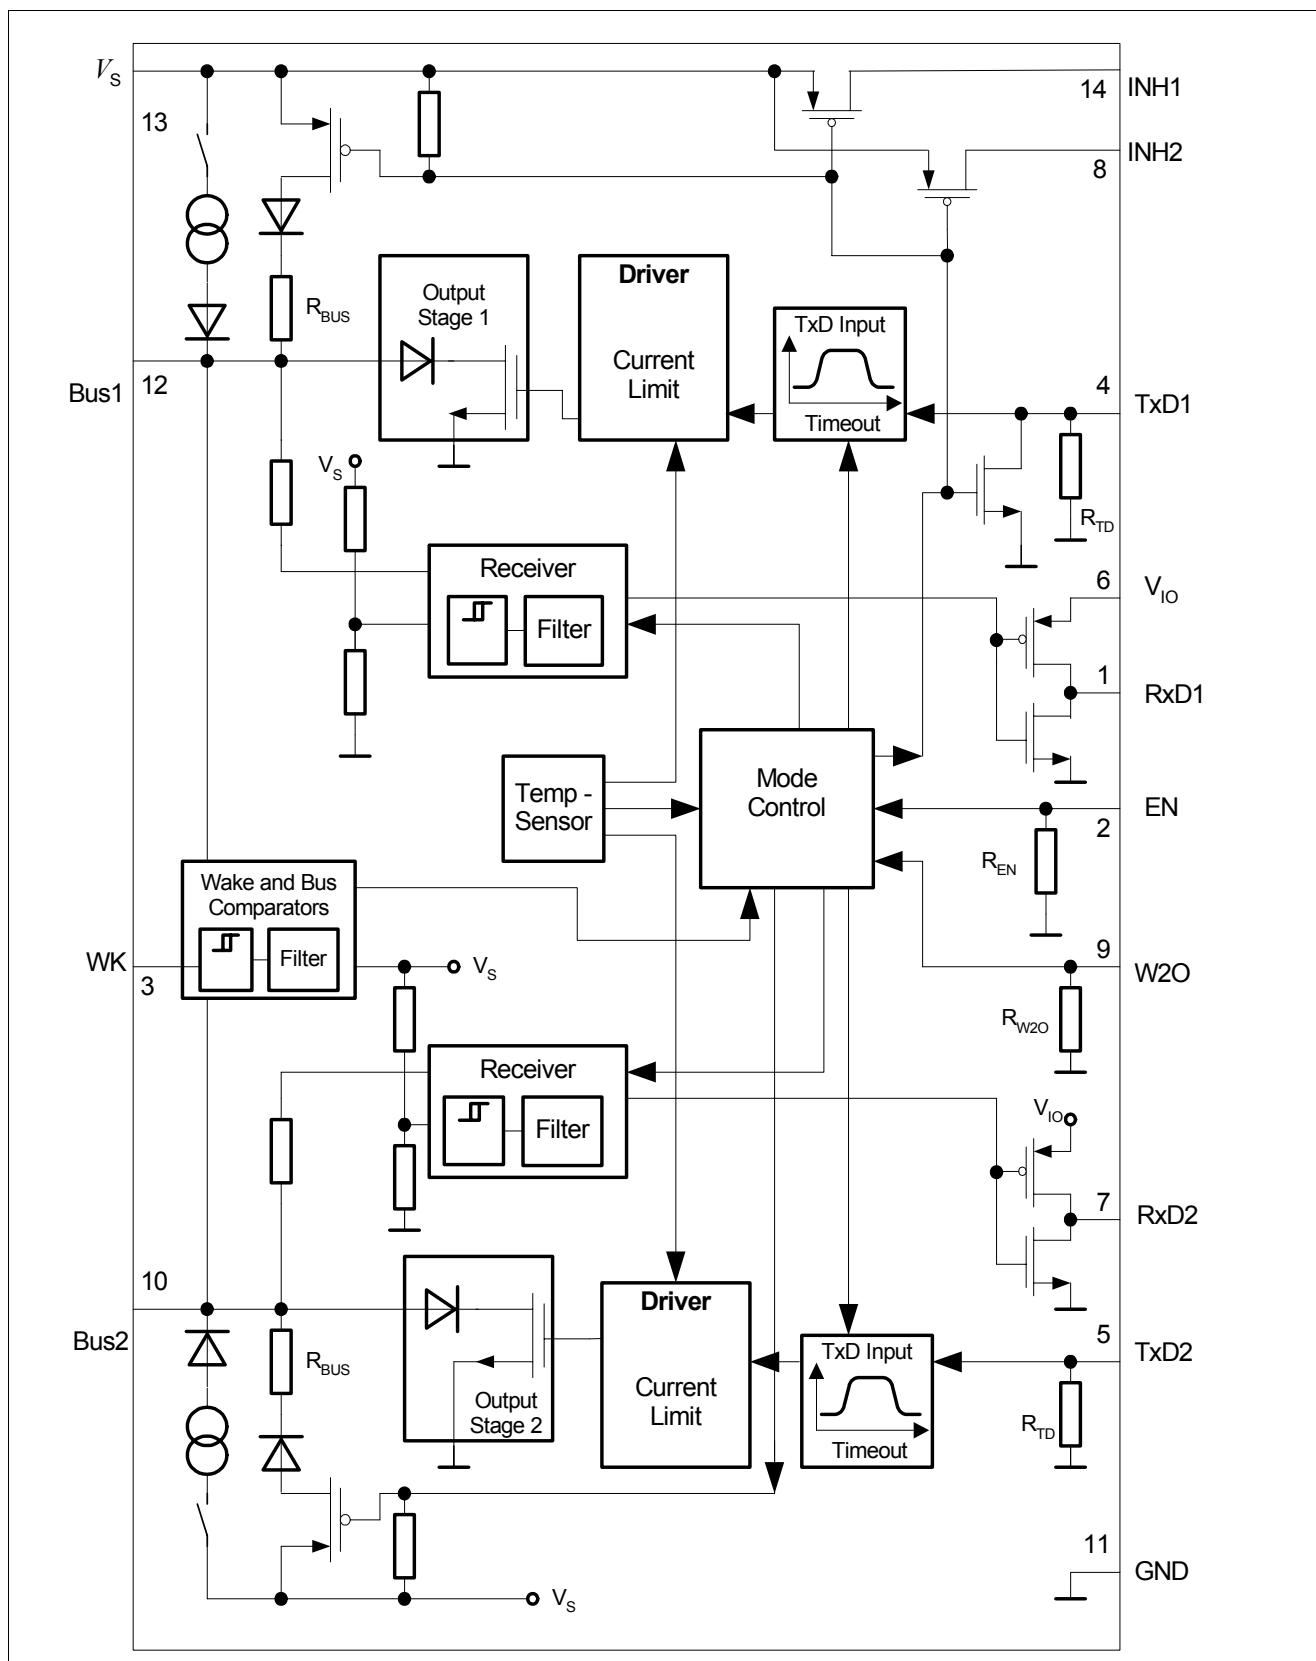 VS
13
14
INH1
INH2
8
RBUS
Output
Stage 1
Driver
Current
Limit
TxD Input
Timeout
Bus1
12
4
TxD1
VS
RTD
Receiver
Filter
6
VIO
1
RxD1
Temp -
Sensor
Mode
Control
EN
2
REN
Wake and Bus
Comparators
Filter
WK
3
VS
9
W2O
RW2O
Receiver
Filter
VIO
7
RxD2
10
Bus2
RBUS
Output
Stage 2
Driver
Current
Limit
TxD Input
Timeout
5
TxD2
RTD
11
GND
VS